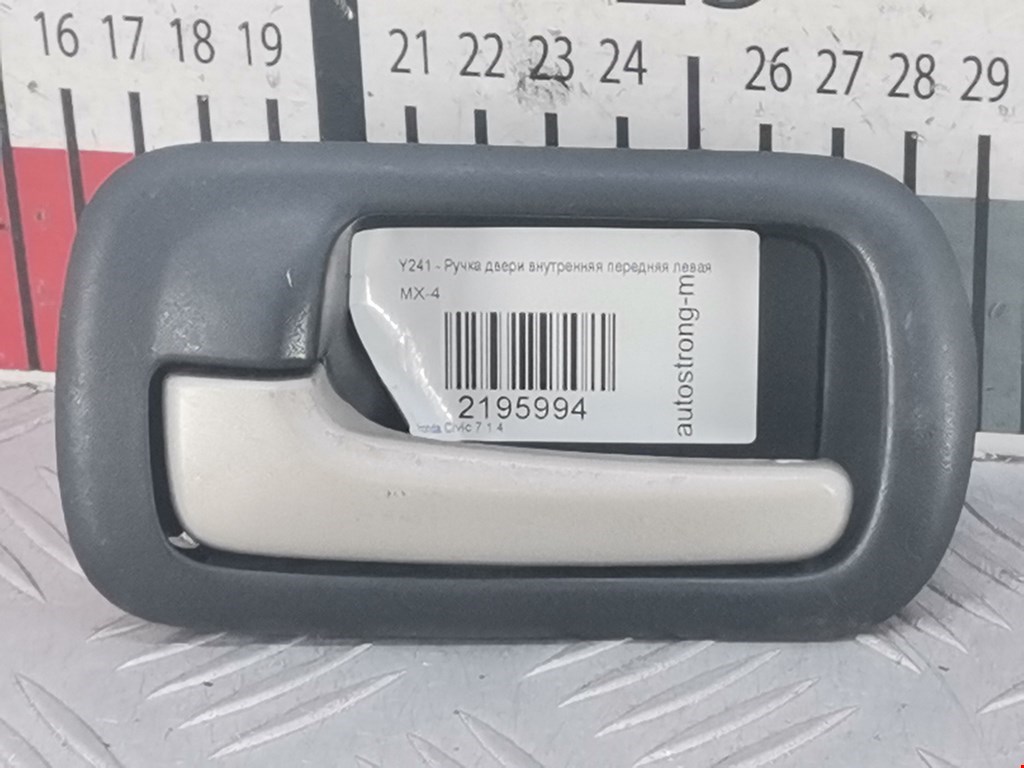 16 17 18 19 21 22 23 24 26 27 28 29
Y241 - Ручка двери внутренняя передняя левая
MX-4
2195994
Honda Civic 7 1.4
autostrong-m